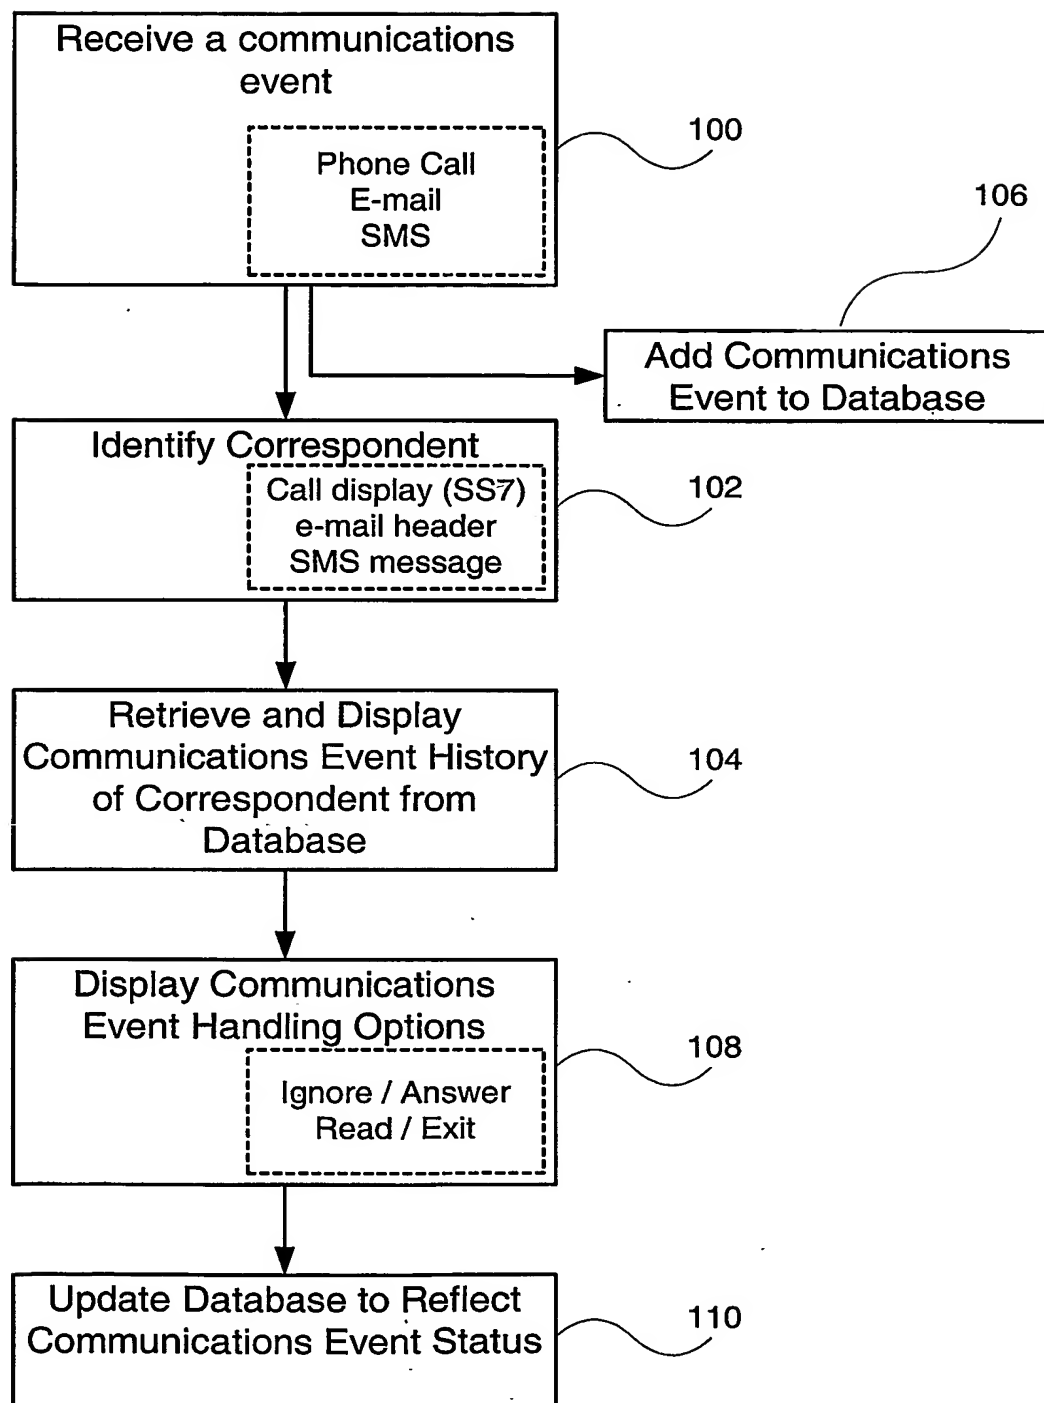 Receive a communications
event
Phone Call
E-mail
SMS
100
106
Add Communications
Event to Database
Identify Correspondent
Call display (SS7)
e-mail header
SMS message
102
Retrieve and Display
Communications Event History
of Correspondent from
Database
104
Display Communications
Event Handling Options
Ignore / Answer
Read / Exit
108
Update Database to Reflect
Communications Event Status
110